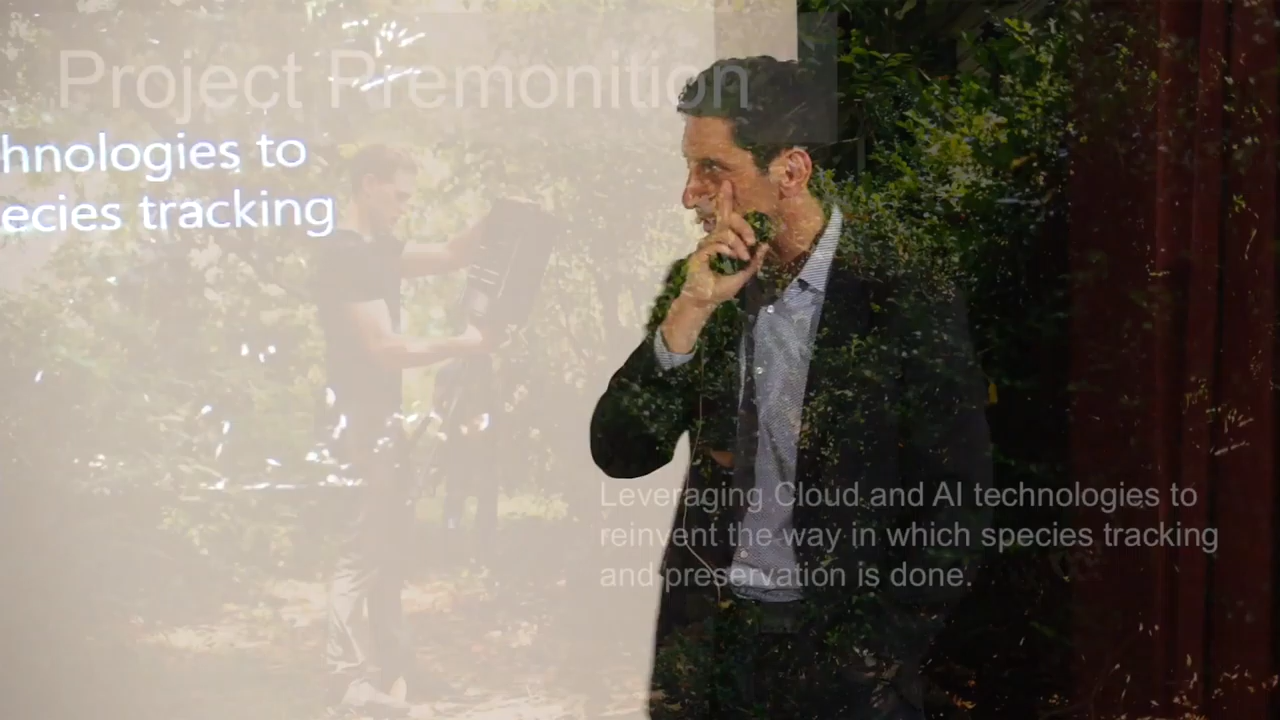 Project Premonition
hnologies to
ecies tracking
Leveraging Cloud and AI technologies to
reinvent the way in which species tracking
and preservation is done.